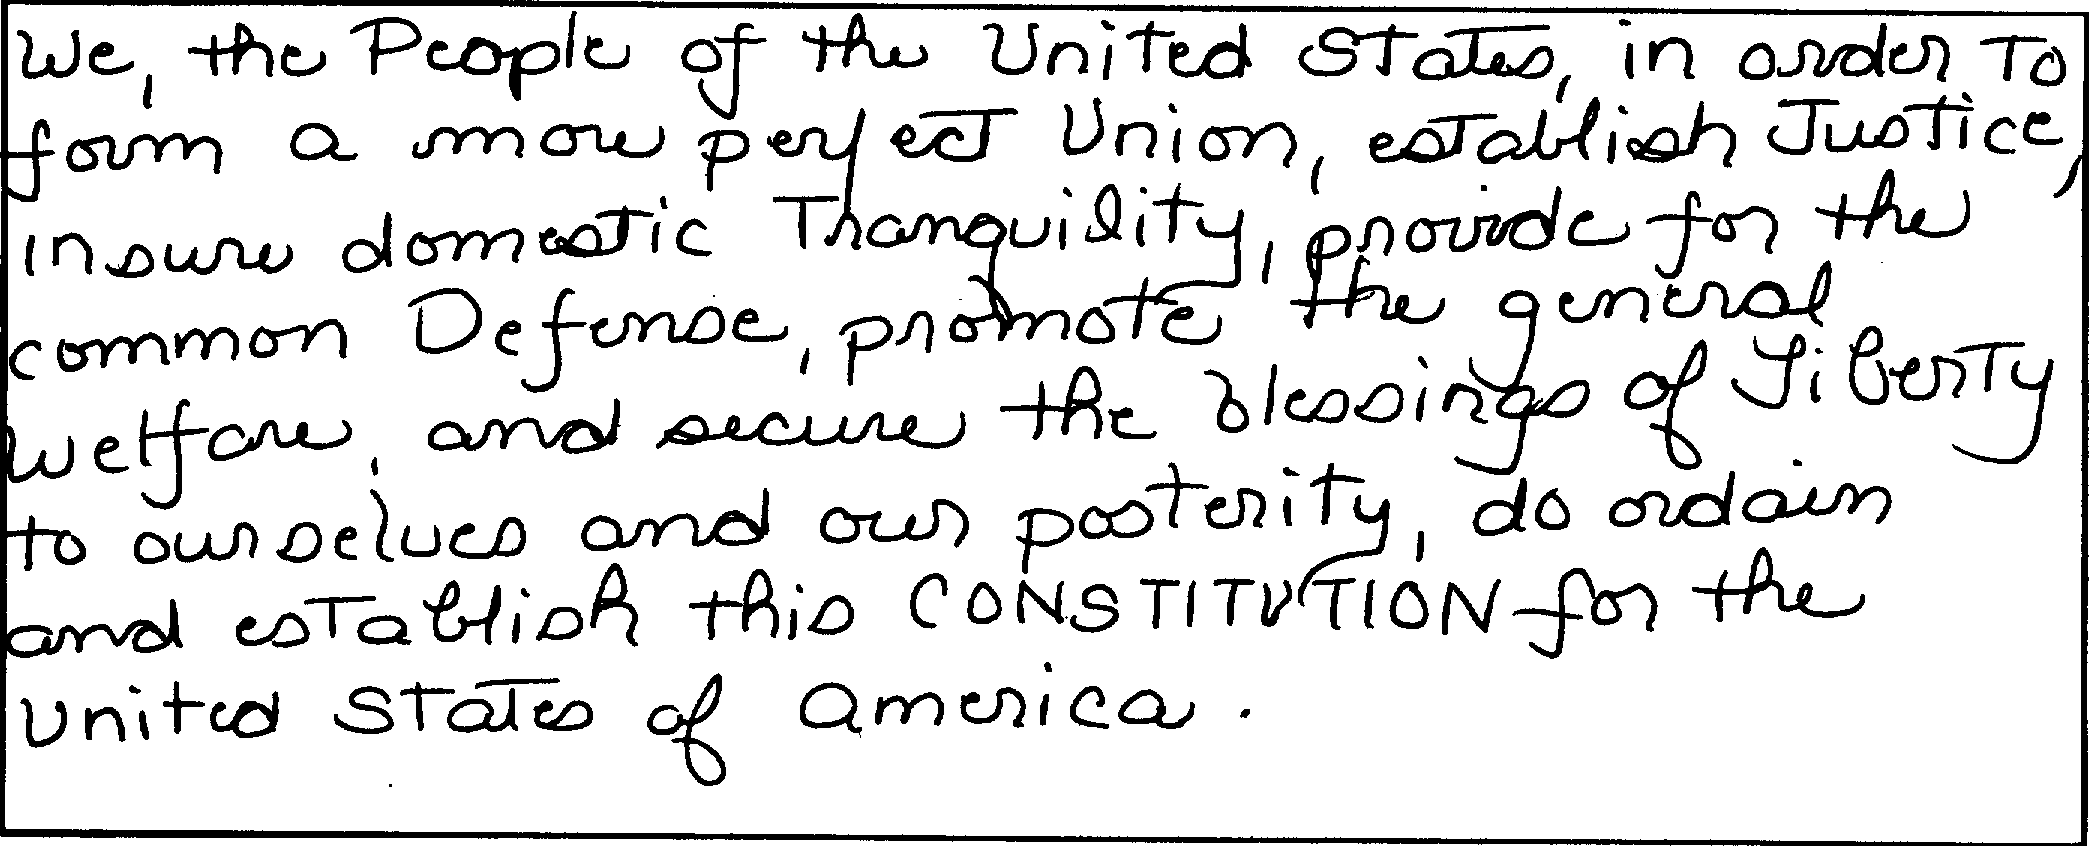 We, the People of the United States, in order to
form a more perfect Union, establish Justice,
insure domestic Tranquility, provide for the
common Defense, promote the general
welfare, and secure the blessings of Liberty
to ourselves and our posterity, do ordain
and establish this CONSTITUTION for the
United States of America.